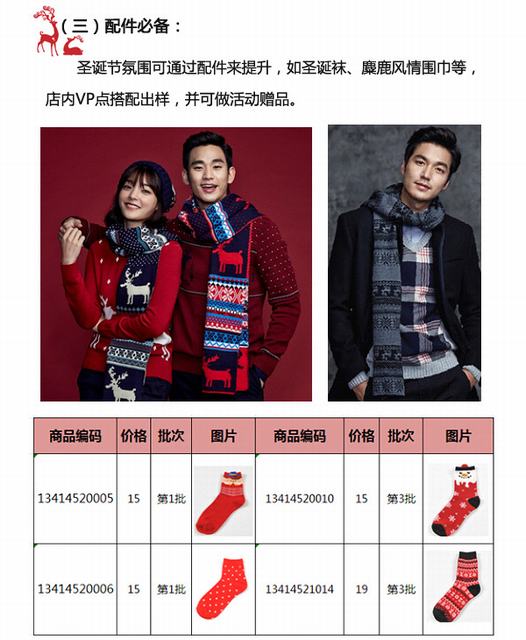 （三）配件必备：
圣诞节氛围可通过配件来提升，如圣诞袜、麋鹿风情围巾等，
店内VP点搭配出样，并可做活动赠品。
商品编码 价格 批次 图片 商品编码 价格 批次 图片
13414520005 15 第1批 13414520010 15 第3批
13414520006 15 第1批 13414521014 19 第3批